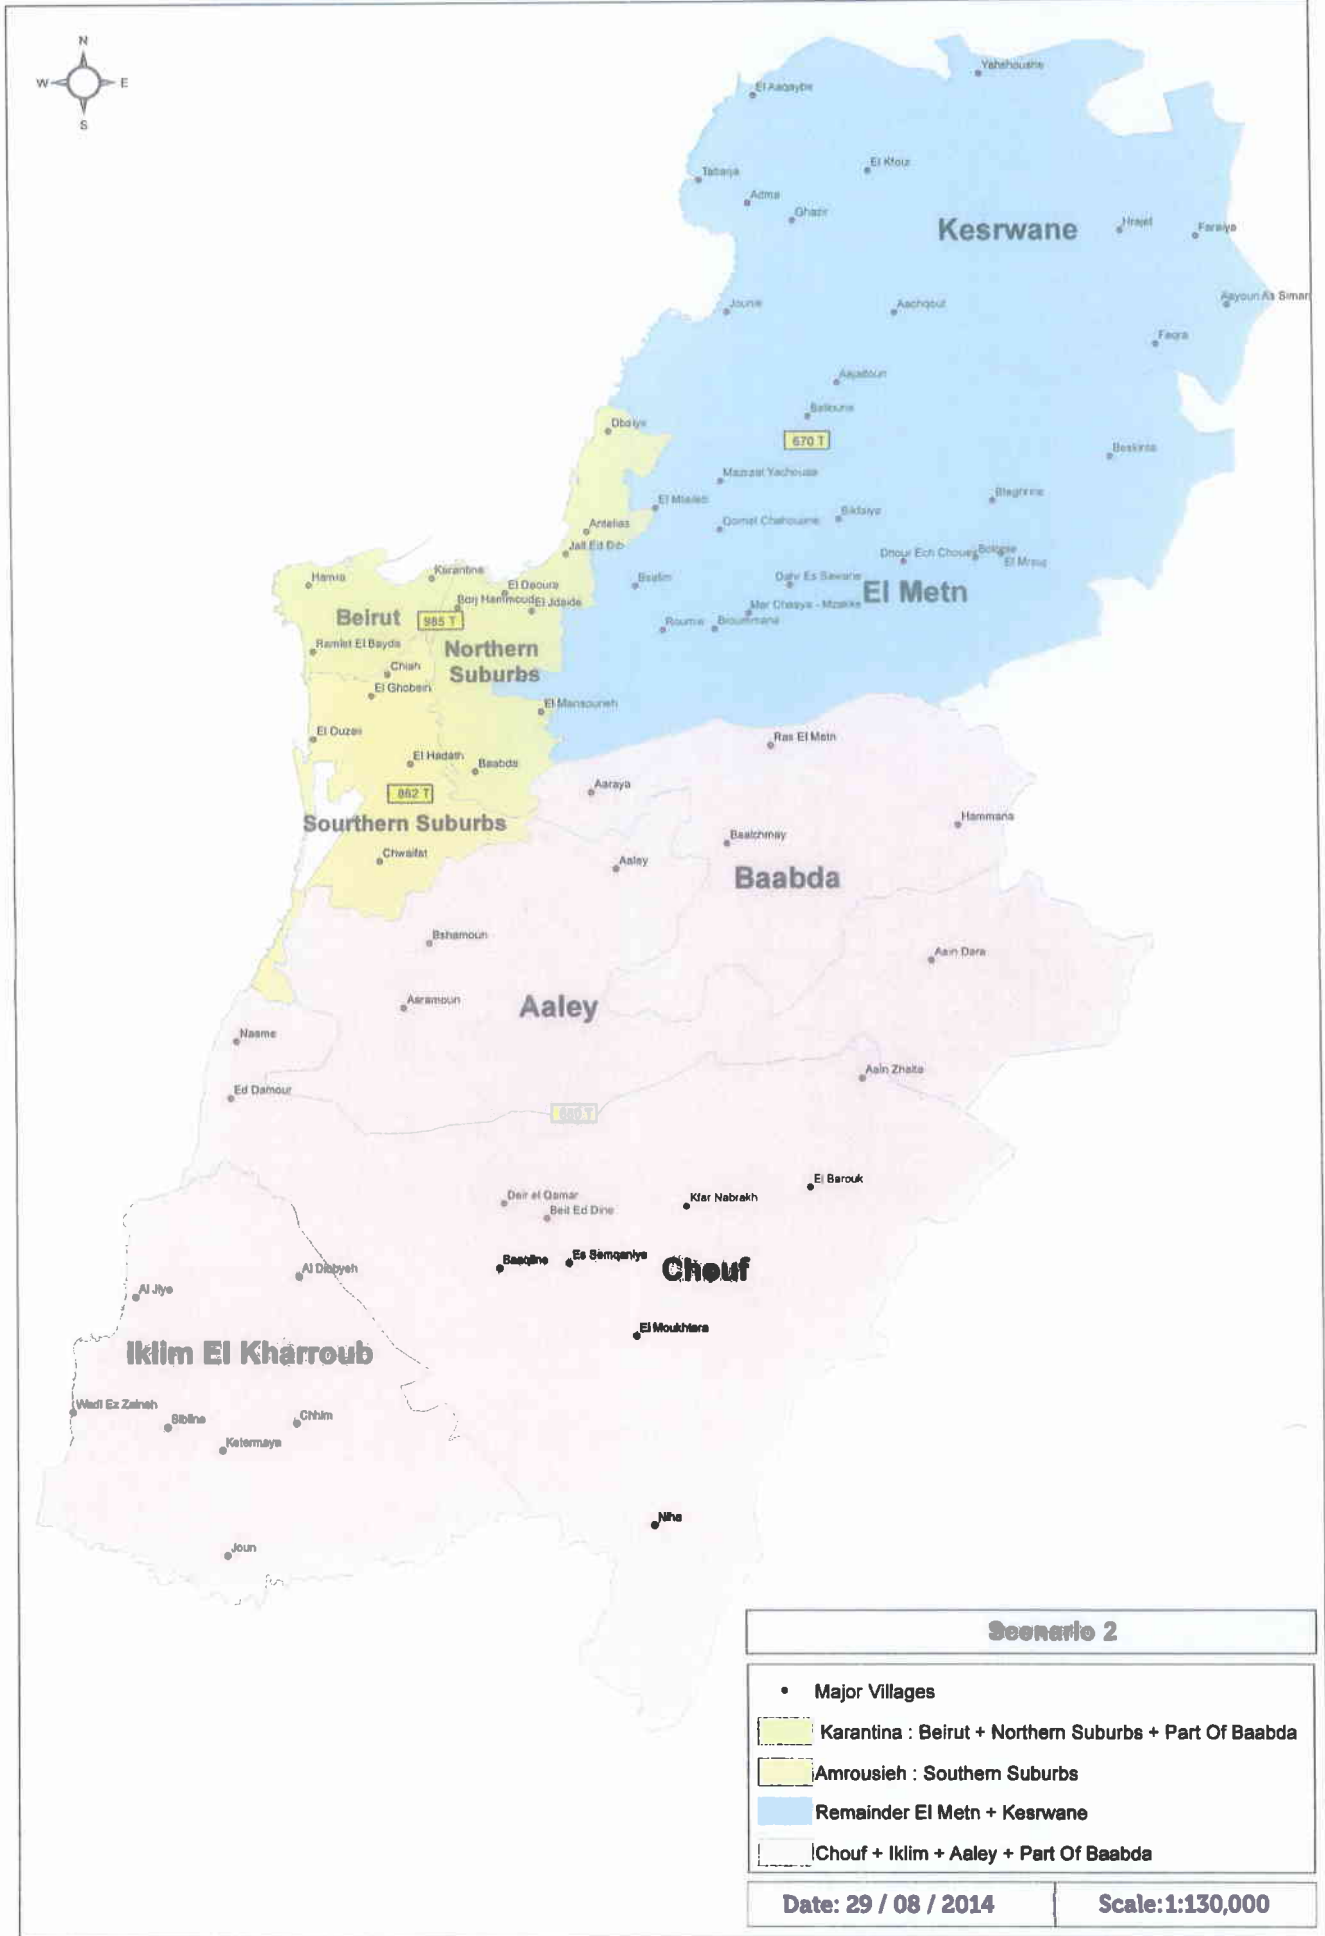 N
W
E
S
Yahshoushe
El Aaqaybe
El Kfour
Tabarja
Adma
Ghazir
Kesrwane
Hrajel
Faraiya
Jounie
Aachqout
Aayoun As Siman
Faqra
Aajaltoun
Ballouna
Dbaiye
670 T
Beskinta
Mazraat Yachouaa
El Mtaileb
Bteghrine
Qornet Chahouane
Bikfaiya
Antelias
Jall Ed Dib
Dhour Ech Choueir
Bolonia
El Mrouj
Hamra
Karantina
El Daoura
Bsalim
Dahr Es Sawane
El Metn
Borj Hammoud
El Jdaide
Mar Chaaya - Mzakke
Beirut
985 T
Roumie
Broummana
Ramlet El Bayda
Northern
Suburbs
Chiah
El Ghobeiri
El Mansourieh
El Ouzaii
Ras El Metn
El Hadath
Baabda
Aaraya
862 T
Sourthern Suburbs
Hammana
Baalchmay
Chwaifat
Aaley
Baabda
Bshamoun
Aain Dara
Aaramoun
Aaley
Naame
Ed Damour
Aain Zhalta
680 T
El Barouk
Deir el Qamar
Kfar Nabrakh
Beit Ed Dine
Baaqline
Es Semqaniye
Chouf
Al Dibbyeh
Al Jiye
El Moukhtara
Iklim El Kharroub
Wadi Ez Zaineh
Sibline
Chhim
Ketermaya
Niha
Joun
Scenario 2
Major Villages
Karantina : Beirut + Northern Suburbs + Part Of Baabda
Amrousieh : Southern Suburbs
Remainder El Metn + Kesrwane
Chouf + Iklim + Aaley + Part Of Baabda
Date: 29 / 08 / 2014
Scale:1:130,000